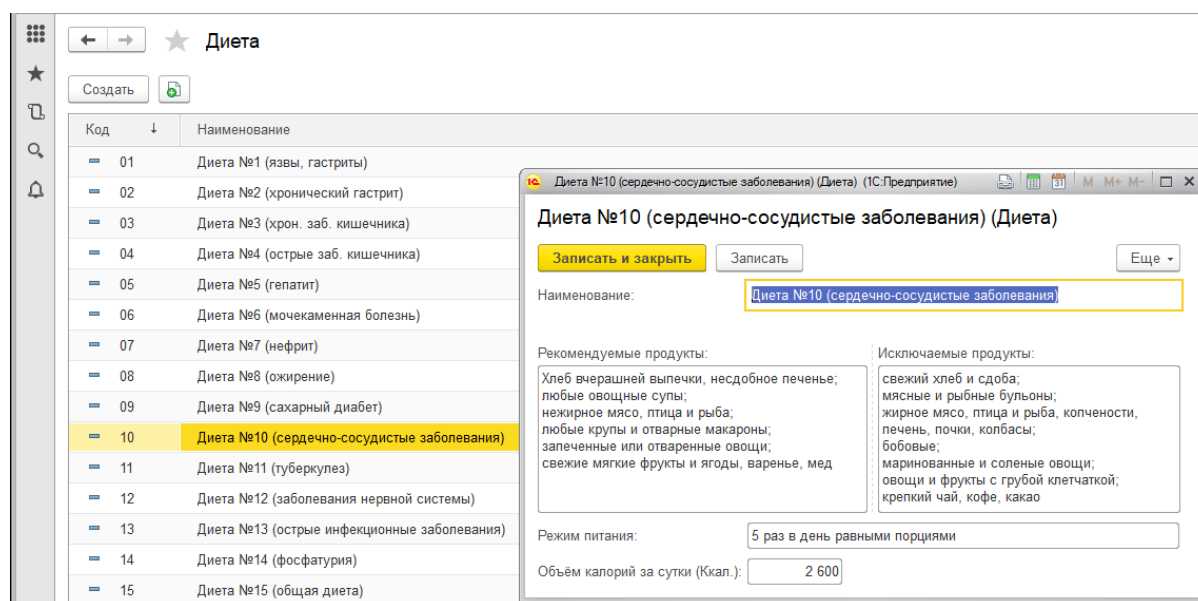 Диета
Создать
Код ↓ Наименование
01 Диета №1 (язвы, гастриты)
02 Диета №2 (хронический гастрит)
03 Диета №3 (хрон. заб. кишечника)
04 Диета №4 (острые заб. кишечника)
05 Диета №5 (гепатит)
06 Диета №6 (мочекаменная болезнь)
07 Диета №7 (нефрит)
08 Диета №8 (ожирение)
09 Диета №9 (сахарный диабет)
10 Диета №10 (сердечно-сосудистые заболевания)
11 Диета №11 (туберкулез)
12 Диета №12 (заболевания нервной системы)
13 Диета №13 (острые инфекционные заболевания)
14 Диета №14 (фосфатурия)
15 Диета №15 (общая диета)
1С Диета №10 (сердечно-сосудистые заболевания) (Диета) (1С:Предприятие) 31 M M+ M-
Диета №10 (сердечно-сосудистые заболевания) (Диета)
Записать и закрыть Записать Еще
Наименование: Диета №10 (сердечно-сосудистые заболевания)
Рекомендуемые продукты:
Хлеб вчерашней выпечки, несдобное печенье;
любые овощные супы;
нежирное мясо, птица и рыба;
любые крупы и отварные макароны;
запеченные или отваренные овощи;
свежие мягкие фрукты и ягоды, варенье, мед
Исключаемые продукты:
свежий хлеб и сдоба;
мясные и рыбные бульоны;
жирное мясо, птица и рыба, копчености,
печень, почки, колбасы;
бобовые;
маринованные и соленые овощи;
овощи и фрукты с грубой клетчаткой;
крепкий чай, кофе, какао
Режим питания: 5 раз в день равными порциями
Объём калорий за сутки (Ккал.): 2 600